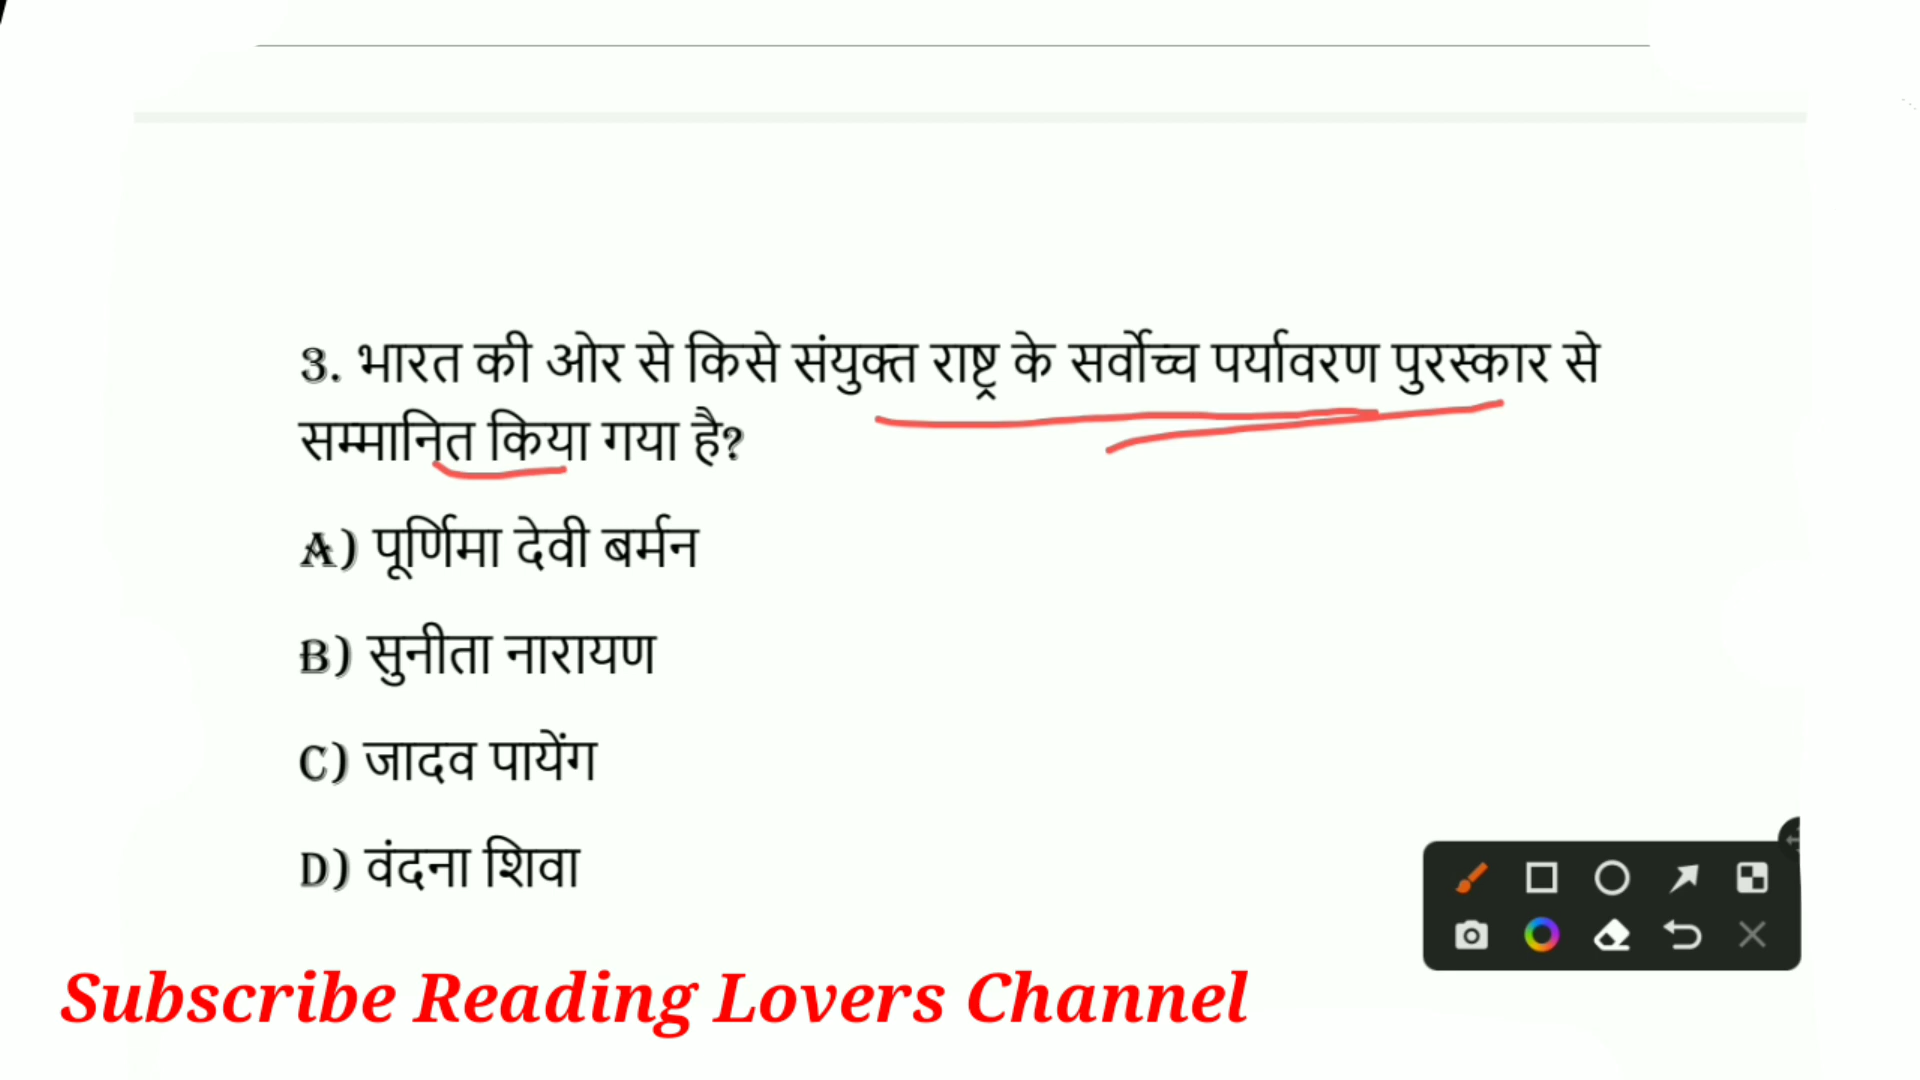 3. भारत की ओर से किसे संयुक्त राष्ट्र के सर्वोच्च पर्यावरण पुरस्कार से
सम्मानित किया गया है?
A) पूर्णिमा देवी बर्मन
B) सुनीता नारायण
C) जादव पायेंग
D) वंदना शिवा
Subscribe Reading Lovers Channel